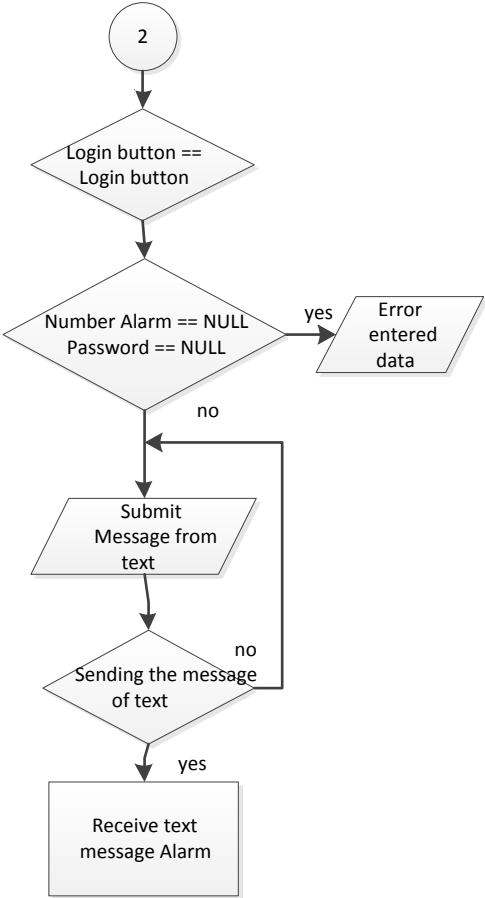 2
Login button ==
Login button
Number Alarm == NULL
Password == NULL
yes
Error
entered
data
no
Submit
Message from
text
no
Sending the message
of text
yes
Receive text
message Alarm